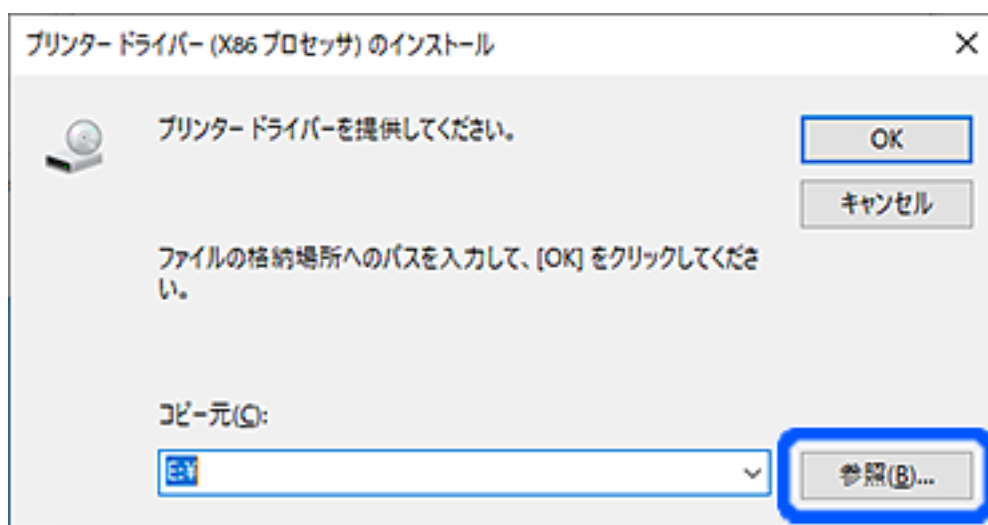 プリンター ドライバー (X86 プロセッサ) のインストール
プリンター ドライバーを提供してください。
OK
キャンセル
ファイルの格納場所へのパスを入力して、[OK] をクリックしてくださ
い。
コピー元(C):
E:¥
参照(B)...